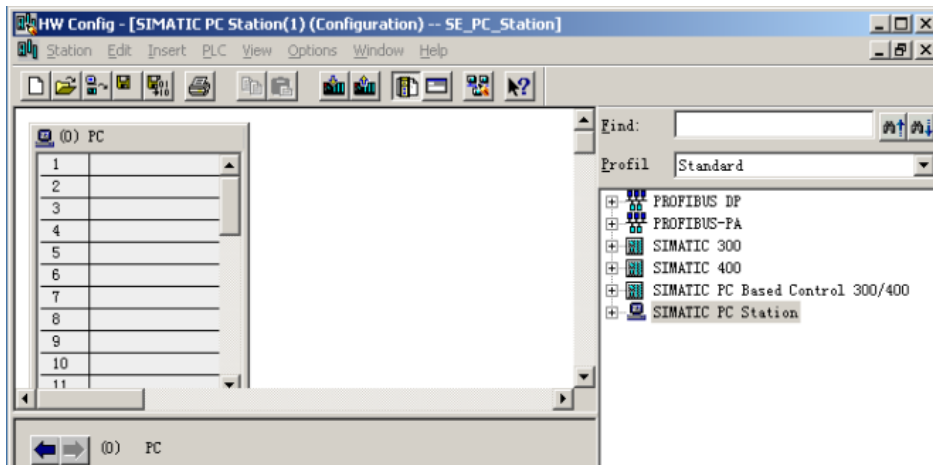 HW Config - [SIMATIC PC Station(1) (Configuration) -- SE_PC_Station]
Station Edit Insert PLC View Options Window Help
(0) PC
1
2
3
4
5
6
7
8
9
10
11
Find:
Profil Standard
PROFIBUS DP
PROFIBUS-PA
SIMATIC 300
SIMATIC 400
SIMATIC PC Based Control 300/400
SIMATIC PC Station
(0) PC